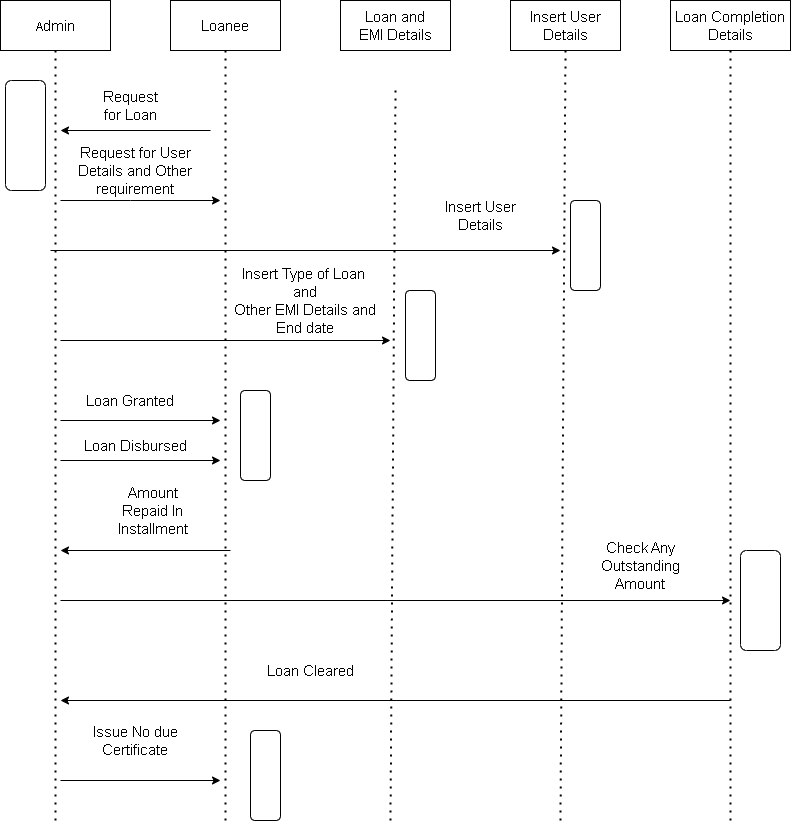 Admin
Loanee
Loan and
EMI Details
Insert User
Details
Loan Completion
Details
Request
for Loan
Request for User
Details and Other
requirement
Insert User
Details
Insert Type of Loan
and
Other EMI Details and
End date
Loan Granted
Loan Disbursed
Amount
Repaid In
Installment
Check Any
Outstanding
Amount
Loan Cleared
Issue No due
Certificate